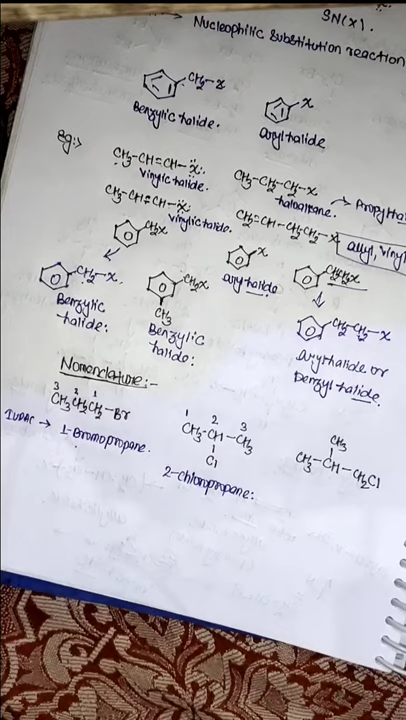 SN(X).
→ Nucleophilic Substitution reaction
CH₂-X
Benzylic halide.
X
aryl halide
eg:-
CH₃-CH=CH-X:
Vinylic halide.
CH₃-CH₂-CH₂-X
haloalkane.
→ Propyl ha
CH₃-CH=CH-X:
Vinylic halide.
CH₂=CH-CH₂CH₂-X
allyl, vinyl
CH₂X
X
aryl halide
CH₂CH₂X
CH₂-X.
Benzylic
halide:
CH₂X
CH₃
Benzylic
halide:
CH₂-CH₂-X
Aryl halide or
Benzyl halide.
Nomenclature:-
3 2 1
CH₃CH₂CH₂-Br
IUPAC → 1-Bromopropane.
1 2 3
CH₃-CH-CH₃
Cl
2-chloropropane:
CH₃
CH₃-CH-CH₂Cl